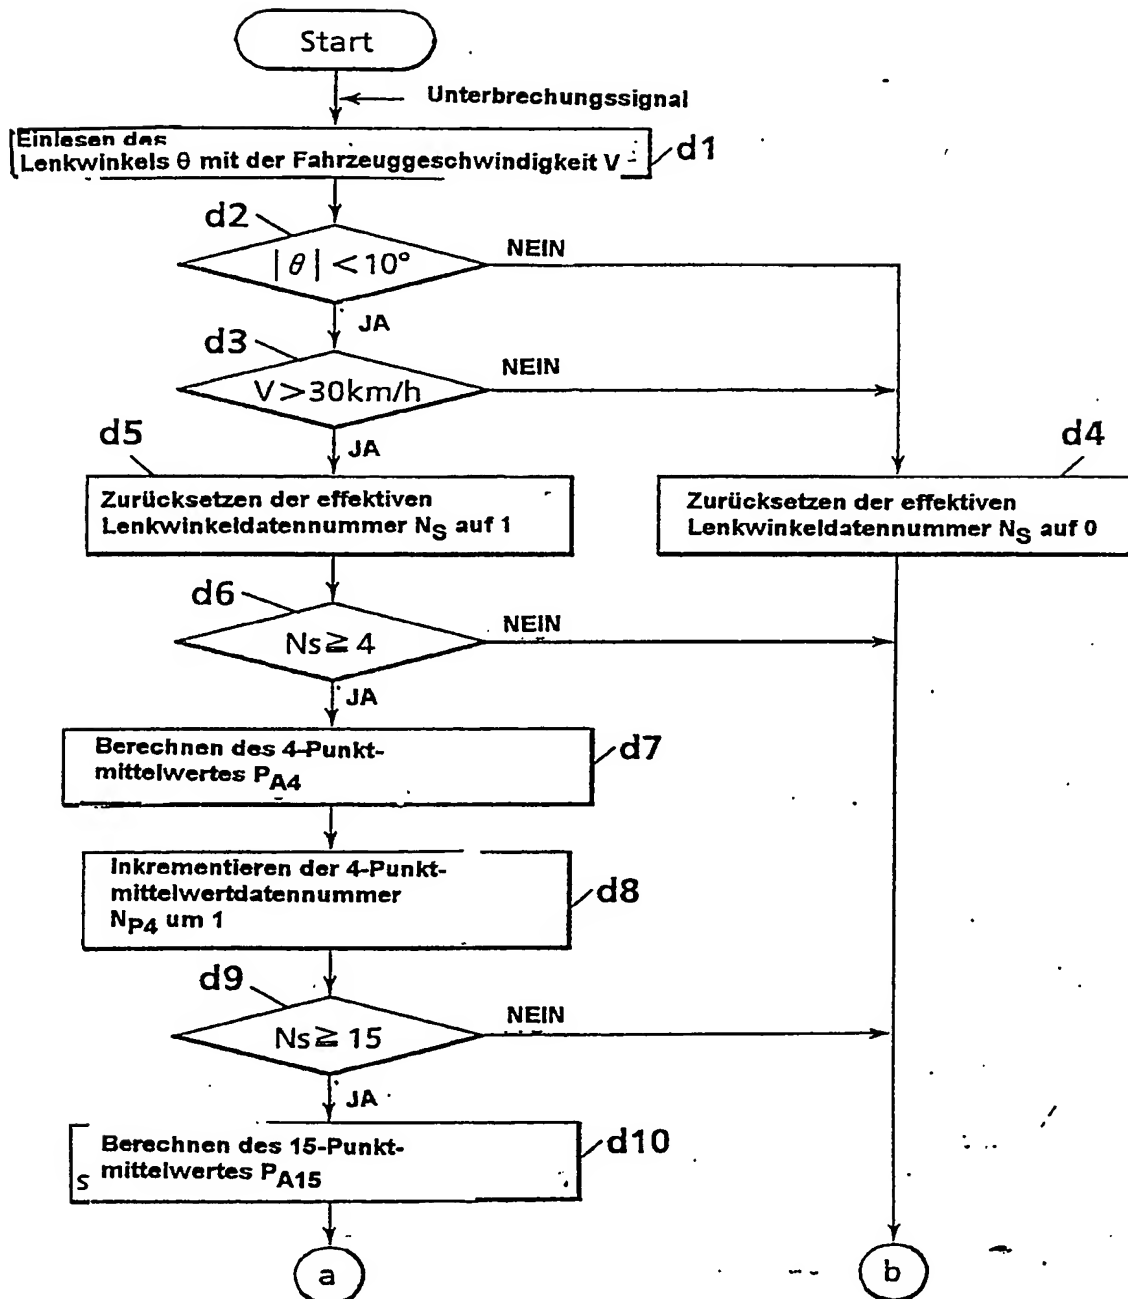 Start
Unterbrechungssignal
Einlesen des
Lenkwinkels θ mit der Fahrzeuggeschwindigkeit V
d1
d2
|θ|<10°
NEIN
JA
d3
V>30km/h
NEIN
JA
d5
Zurücksetzen der effektiven
Lenkwinkeldatennummer NS auf 1
d4
Zurücksetzen der effektiven
Lenkwinkeldatennummer NS auf 0
d6
Ns≧4
NEIN
JA
Berechnen des 4-Punkt-
mittelwertes PA4
d7
Inkrementieren der 4-Punkt-
mittelwertdatennummer
NP4 um 1
d8
d9
Ns≧15
NEIN
JA
Berechnen des 15-Punkt-
s mittelwertes PA15
d10
a
b